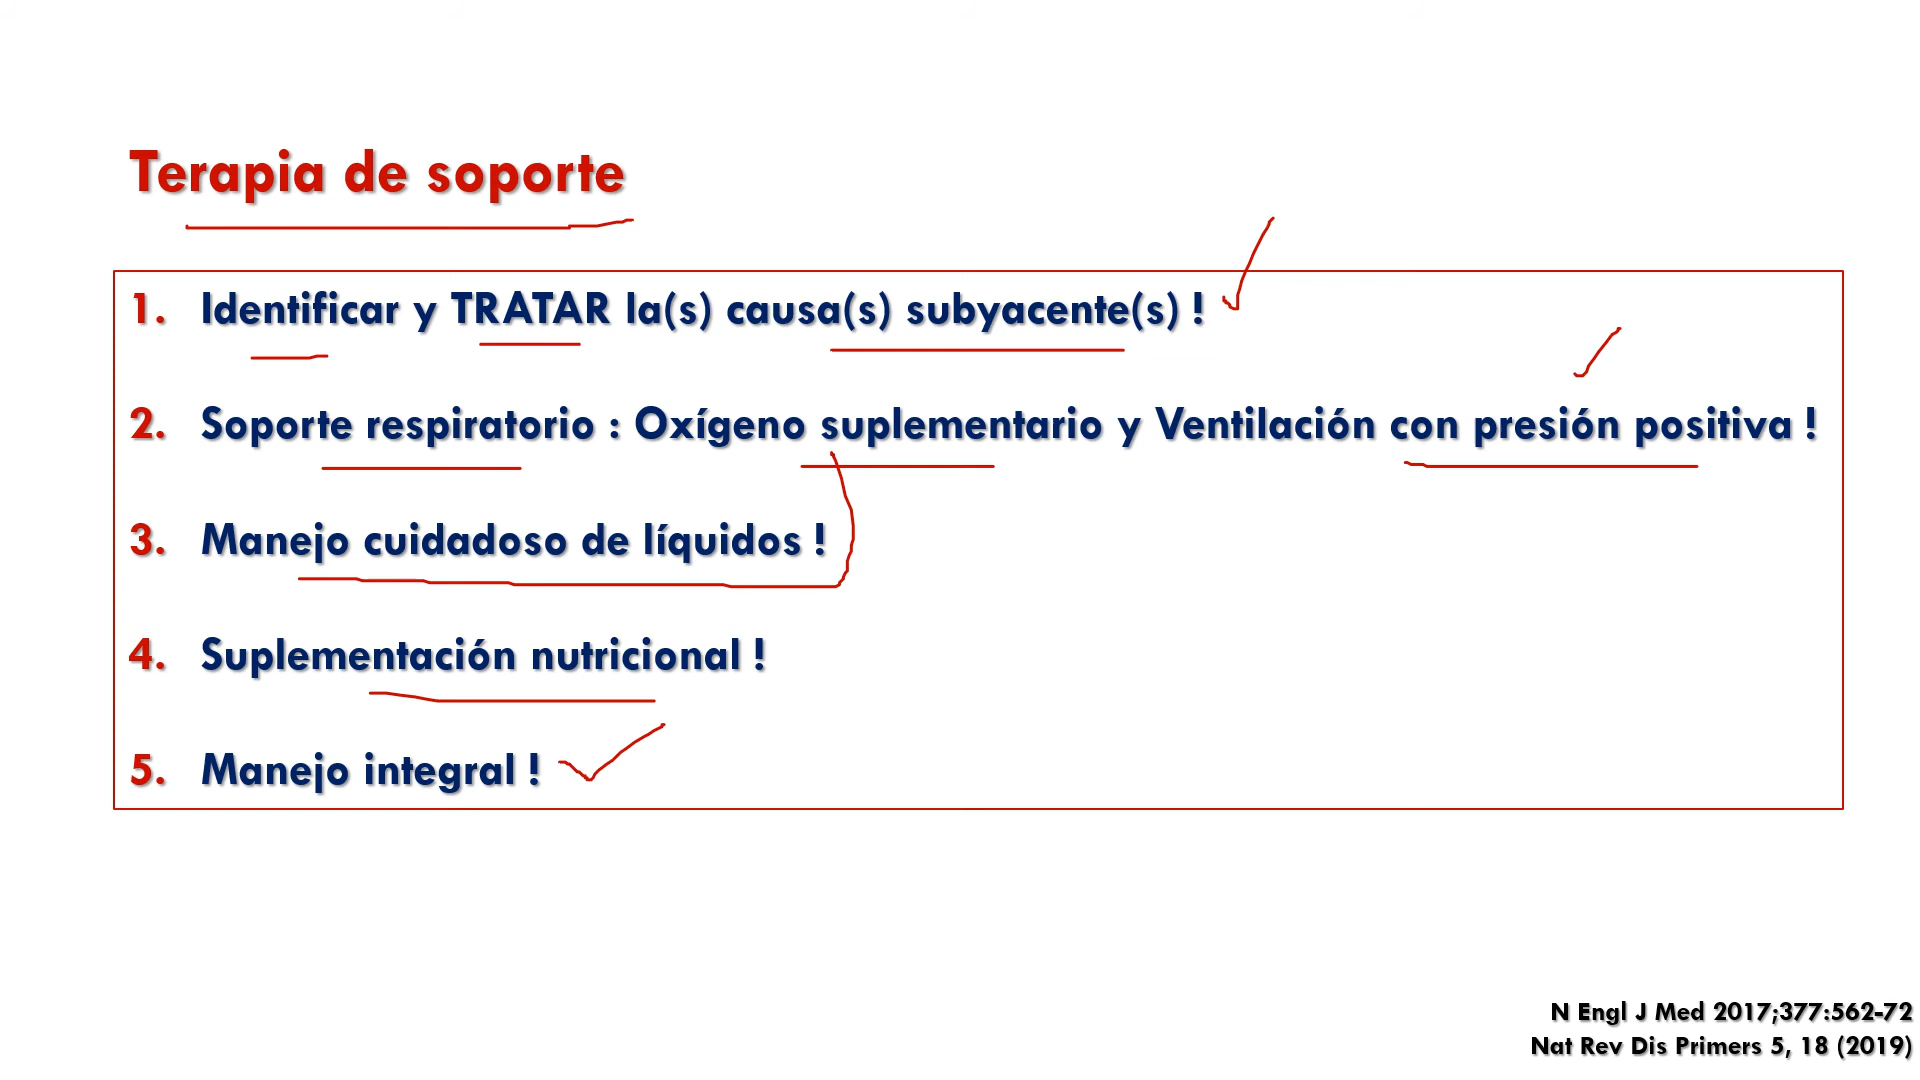 Terapia de soporte
1. Identificar y TRATAR la(s) causa(s) subyacente(s) !
2. Soporte respiratorio : Oxígeno suplementario y Ventilación con presión positiva !
3. Manejo cuidadoso de líquidos !
4. Suplementación nutricional !
5. Manejo integral !
N Engl J Med 2017;377:562-72
Nat Rev Dis Primers 5, 18 (2019)